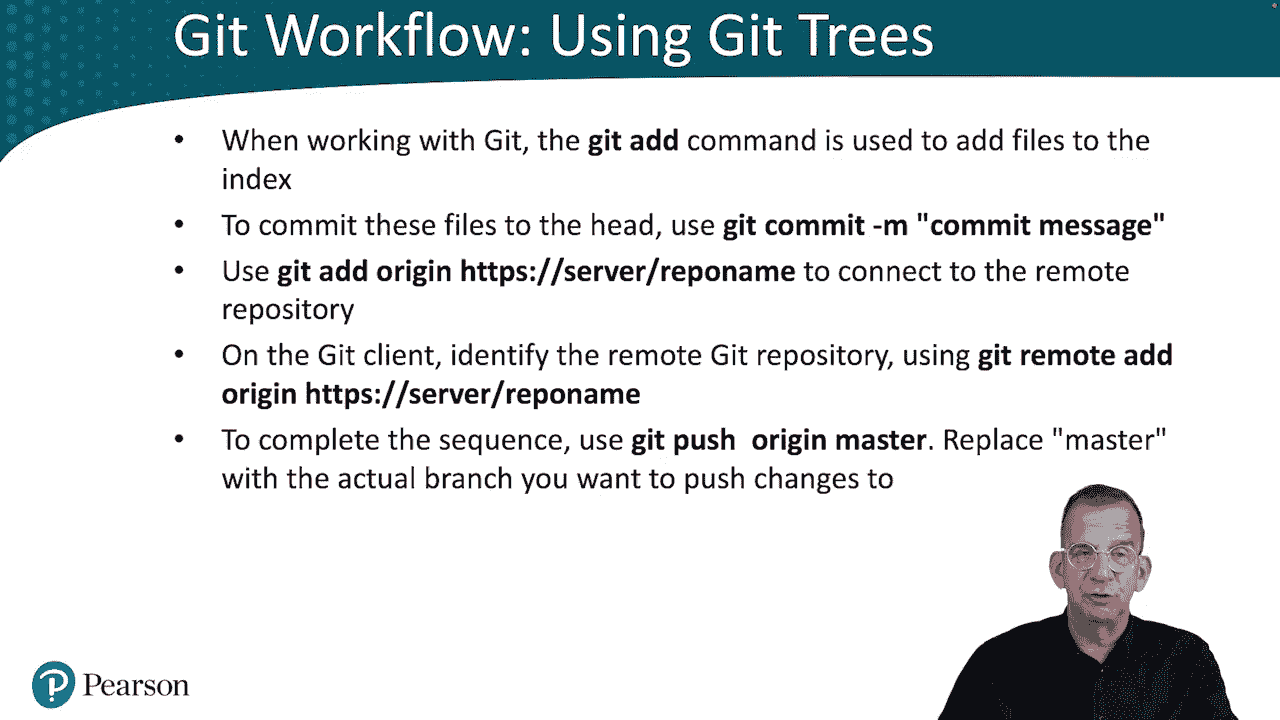 Git Workflow: Using Git Trees
• When working with Git, the git add command is used to add files to the
index
• To commit these files to the head, use git commit -m "commit message"
• Use git add origin https://server/reponame to connect to the remote
repository
• On the Git client, identify the remote Git repository, using git remote add
origin https://server/reponame
• To complete the sequence, use git push  origin master. Replace "master"
with the actual branch you want to push changes to
Pearson